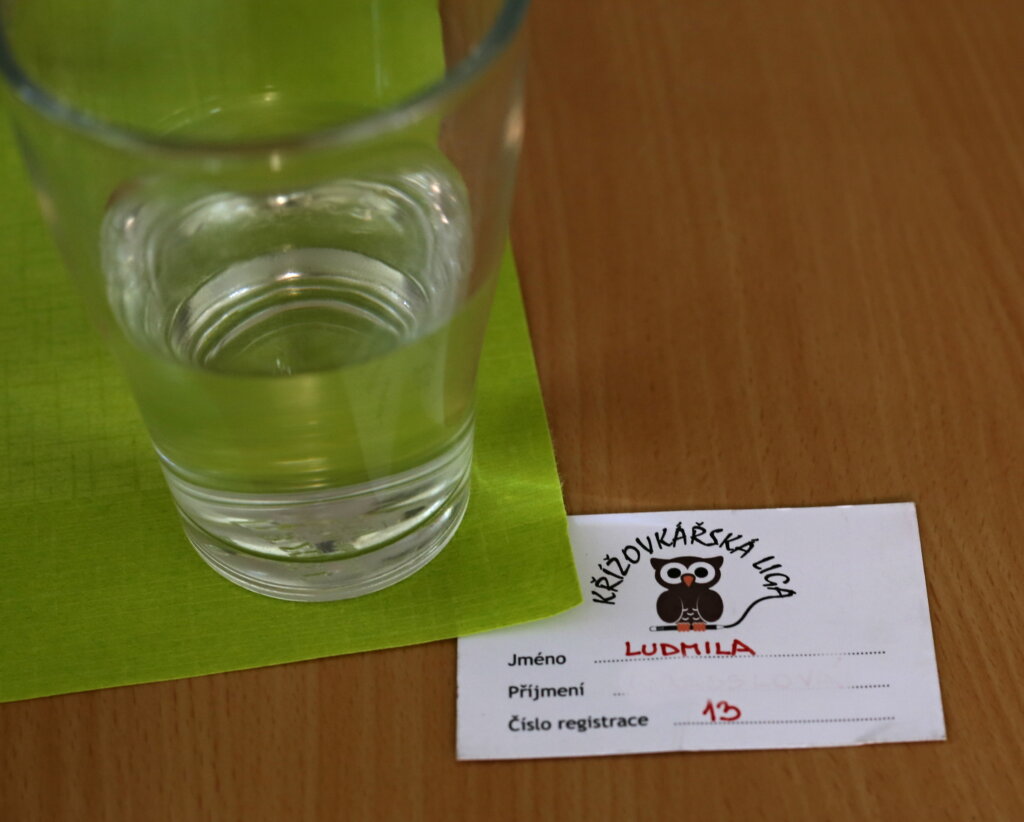 KŘÍŽOVKÁŘSKÁ LIGA
Jméno LUDMILA
Příjmení
Číslo registrace 13